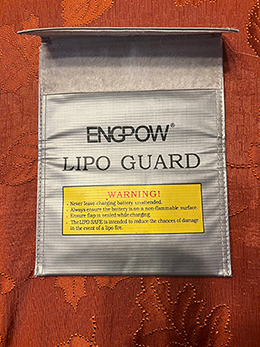 ENGPOW®
LIPO GUARD
WARNING!
- Never leave charging battery unattended.
- Always ensure the battery is on a non-flammable surface.
- Ensure flap is sealed while charging.
- The LIPO SAFE is intended to reduce the chances of damage
in the event of a lipo fire.